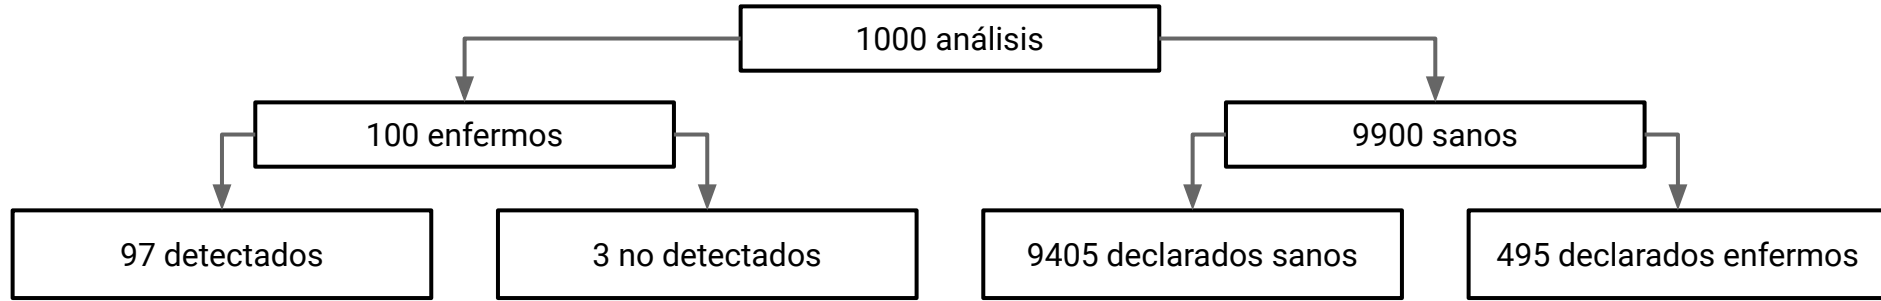 1000 análisis
100 enfermos
9900 sanos
97 detectados
3 no detectados
9405 declarados sanos
495 declarados enfermos